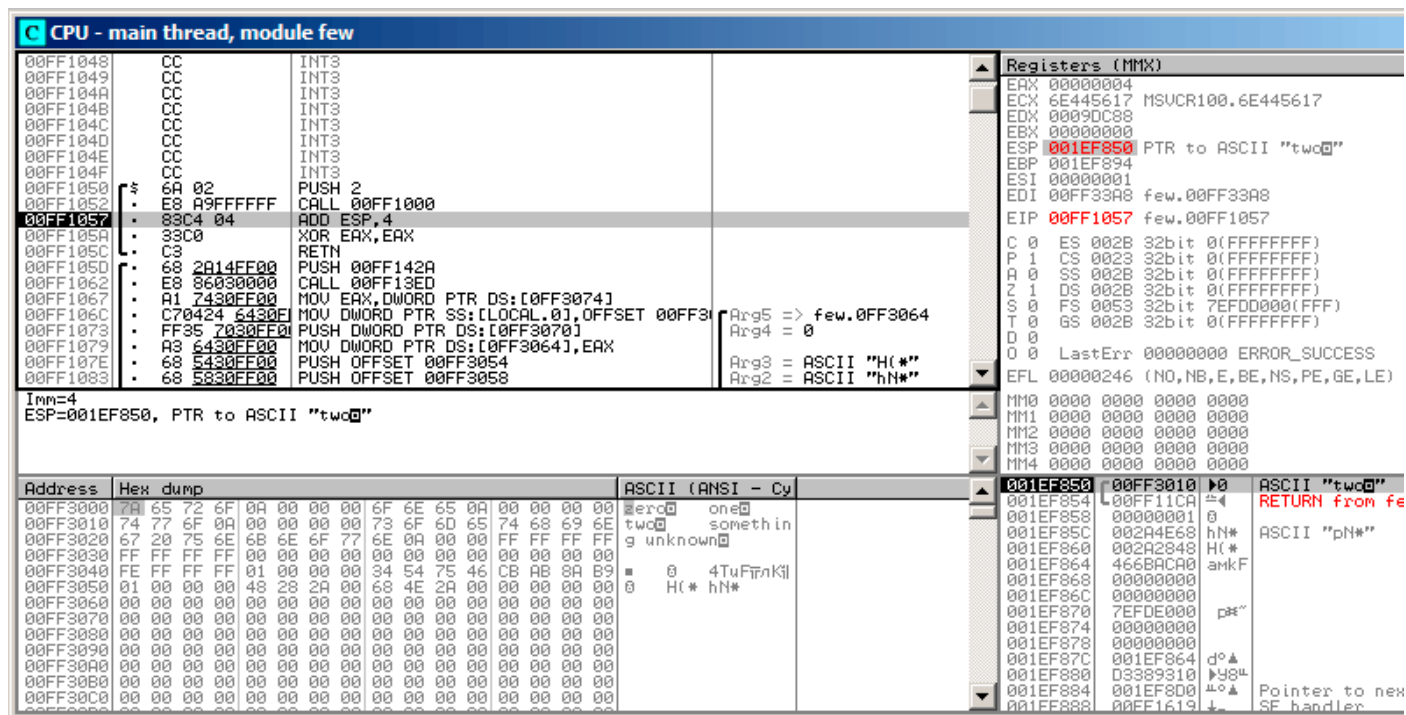 C CPU - main thread, module few
00FF1048 CC INT3
00FF1049 CC INT3
00FF104A CC INT3
00FF104B CC INT3
00FF104C CC INT3
00FF104D CC INT3
00FF104E CC INT3
00FF104F CC INT3
00FF1050 $ 6A 02 PUSH 2
00FF1052 . E8 A9FFFFFF CALL 00FF1000
00FF1057 . 83C4 04 ADD ESP,4
00FF105A . 33C0 XOR EAX,EAX
00FF105C . C3 RETN
00FF105D . 68 2A14FF00 PUSH 00FF142A
00FF1062 . E8 86030000 CALL 00FF13ED
00FF1067 . A1 7430FF00 MOV EAX,DWORD PTR DS:[0FF3074]
00FF106C . C70424 6430F MOV DWORD PTR SS:[LOCAL.0],OFFSET 00FF3 Arg5 => few.0FF3064
00FF1073 . FF35 7030FF0 PUSH DWORD PTR DS:[0FF3070] Arg4 = 0
00FF1079 . A3 6430FF00 MOV DWORD PTR DS:[0FF3064],EAX
00FF107E . 68 5430FF00 PUSH OFFSET 00FF3054 Arg3 = ASCII "H(*"
00FF1083 . 68 5830FF00 PUSH OFFSET 00FF3058 Arg2 = ASCII "hN*"
Imm=4
ESP=001EF850, PTR to ASCII "two◙"
Registers (MMX)
EAX 00000004
ECX 6E445617 MSVCR100.6E445617
EDX 0009DC88
EBX 00000000
ESP 001EF850 PTR to ASCII "two◙"
EBP 001EF894
ESI 00000001
EDI 00FF33A8 few.00FF33A8
EIP 00FF1057 few.00FF1057
C 0 ES 002B 32bit 0(FFFFFFFF)
P 1 CS 0023 32bit 0(FFFFFFFF)
A 0 SS 002B 32bit 0(FFFFFFFF)
Z 1 DS 002B 32bit 0(FFFFFFFF)
S 0 FS 0053 32bit 7EFDD000(FFF)
T 0 GS 002B 32bit 0(FFFFFFFF)
D 0
O 0 LastErr 00000000 ERROR_SUCCESS
EFL 00000246 (NO,NB,E,BE,NS,PE,GE,LE)
MM0 0000 0000 0000 0000
MM1 0000 0000 0000 0000
MM2 0000 0000 0000 0000
MM3 0000 0000 0000 0000
MM4 0000 0000 0000 0000
Address Hex dump ASCII (ANSI - Cy
00FF3000 7A 65 72 6F 0A 00 00 00 6F 6E 65 0A 00 00 00 00 zero◙ one◙
00FF3010 74 77 6F 0A 00 00 00 00 73 6F 6D 65 74 68 69 6E two◙ somethin
00FF3020 67 20 75 6E 6B 6E 6F 77 6E 0A 00 00 FF FF FF FF g unknown◙
00FF3030 FF FF FF FF 00 00 00 00 00 00 00 00 00 00 00 00
00FF3040 FE FF FF FF 01 00 00 00 34 54 75 46 CB AB 8A B9 ■ 4TuF
00FF3050 01 00 00 00 48 28 2A 00 68 4E 2A 00 00 00 00 00 H(* hN*
00FF3060 00 00 00 00 00 00 00 00 00 00 00 00 00 00 00 00
00FF3070 00 00 00 00 00 00 00 00 00 00 00 00 00 00 00 00
00FF3080 00 00 00 00 00 00 00 00 00 00 00 00 00 00 00 00
00FF3090 00 00 00 00 00 00 00 00 00 00 00 00 00 00 00 00
00FF30A0 00 00 00 00 00 00 00 00 00 00 00 00 00 00 00 00
00FF30B0 00 00 00 00 00 00 00 00 00 00 00 00 00 00 00 00
00FF30C0 00 00 00 00 00 00 00 00 00 00 00 00 00 00 00 00
001EF850 00FF3010 ►0 ASCII "two◙"
001EF854 00FF11CA RETURN from fe
001EF858 00000001
001EF85C 002A4E68 hN* ASCII "pN*"
001EF860 002A2848 H(*
001EF864 466BACA0 амkF
001EF868 00000000
001EF86C 00000000
001EF870 7EFDE000
001EF874 00000000
001EF878 00000000
001EF87C 001EF864
001EF880 D3389310
001EF884 001EF8D0 Pointer to nex
001EF888 00FF1619 SE handler